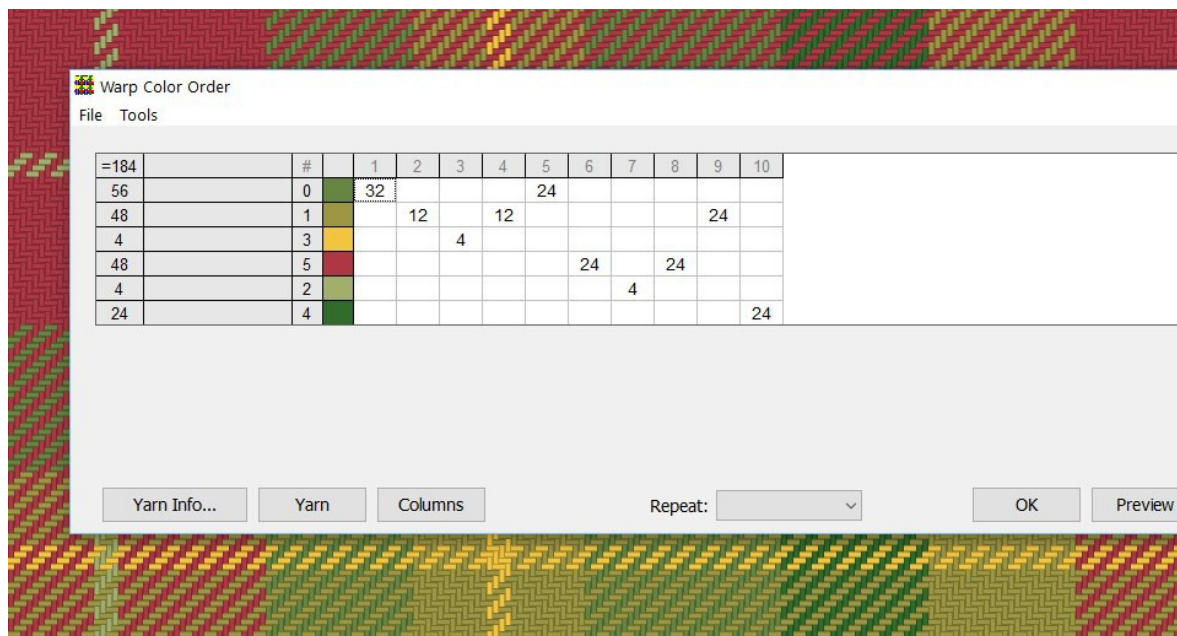 Warp Color Order
File Tools
=184 # 1 2 3 4 5 6 7 8 9 10
56 0 32 24
48 1 12 12 24
4 3 4
48 5 24 24
4 2 4
24 4 24
Yarn Info... Yarn Columns Repeat: OK Preview